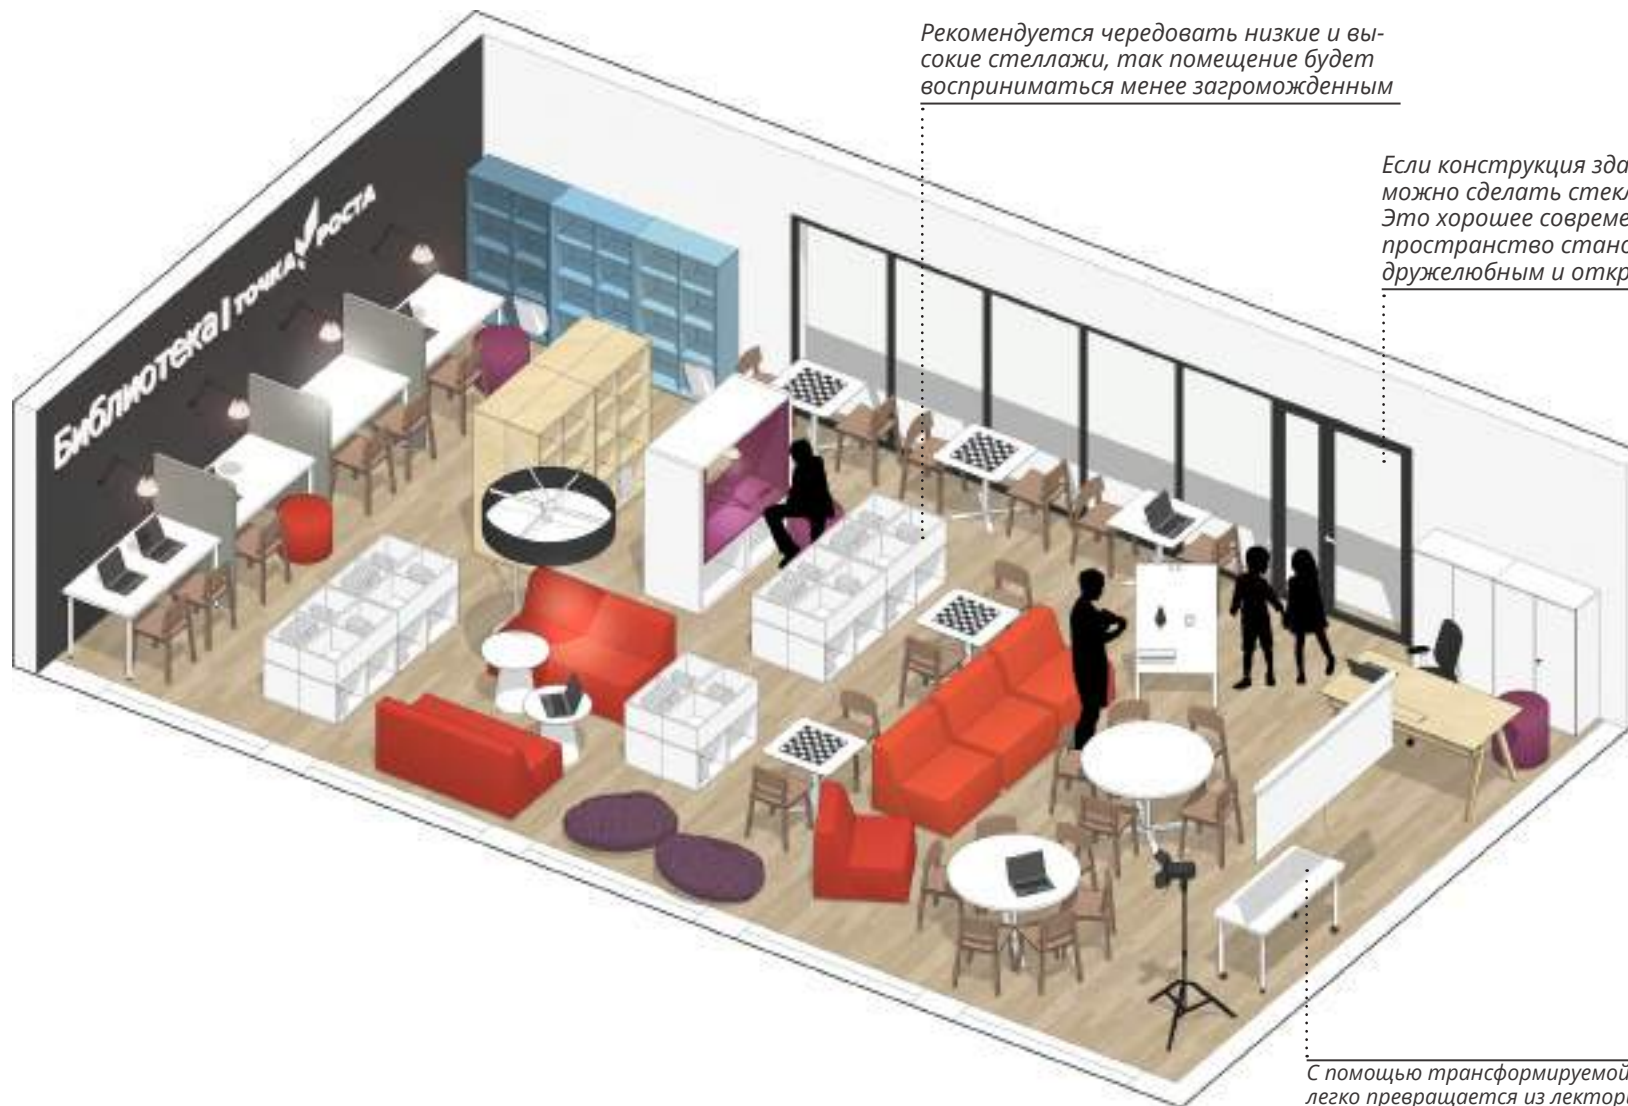 Рекомендуется чередовать низкие и вы-
сокие стеллажи, так помещение будет
восприниматься менее загроможденным
Если конструкция зда
можно сделать стекл
Это хорошее совреме
пространство стано
дружелюбным и откр
Библиотека | ТОЧКА РОСТА
С помощью трансформируемой
легко превращается из лектори